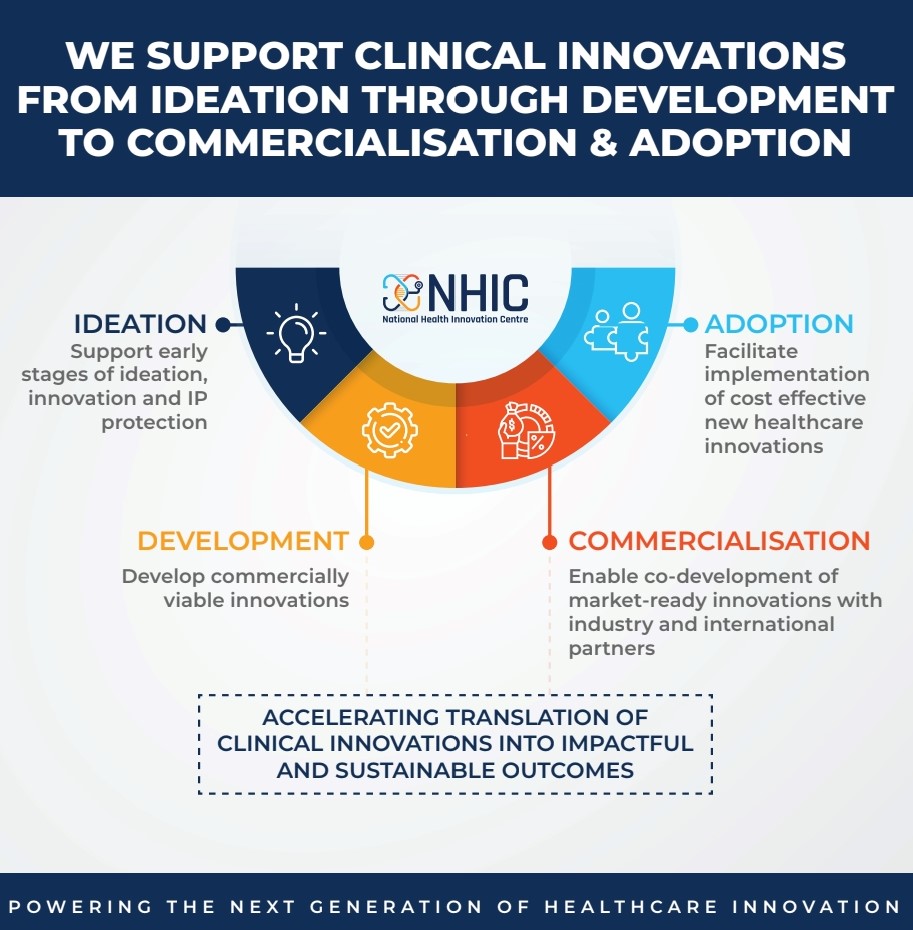 WE SUPPORT CLINICAL INNOVATIONS
FROM IDEATION THROUGH DEVELOPMENT
TO COMMERCIALISATION & ADOPTION
NHIC
National Health Innovation Centre
IDEATION
Support early
stages of ideation,
innovation and IP
protection
ADOPTION
Facilitate
implementation
of cost effective
new healthcare
innovations
$
%
DEVELOPMENT
Develop commercially
viable innovations
COMMERCIALISATION
Enable co-development of
market-ready innovations with
industry and international
partners
ACCELERATING TRANSLATION OF
CLINICAL INNOVATIONS INTO IMPACTFUL
AND SUSTAINABLE OUTCOMES
POWERING THE NEXT GENERATION OF HEALTHCARE INNOVATION